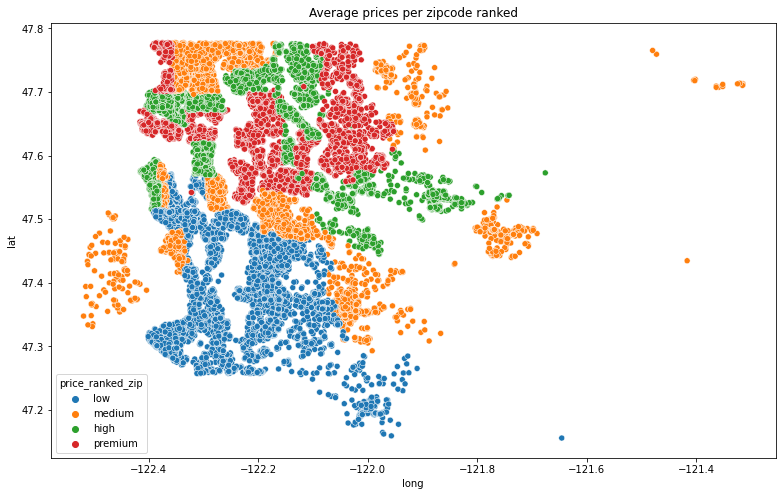 Average prices per zipcode ranked
47.8
47.7
47.6
47.5
47.4
47.3
47.2
lat
price_ranked_zip
low
medium
high
premium
−122.4 −122.2 −122.0 −121.8 −121.6 −121.4
long